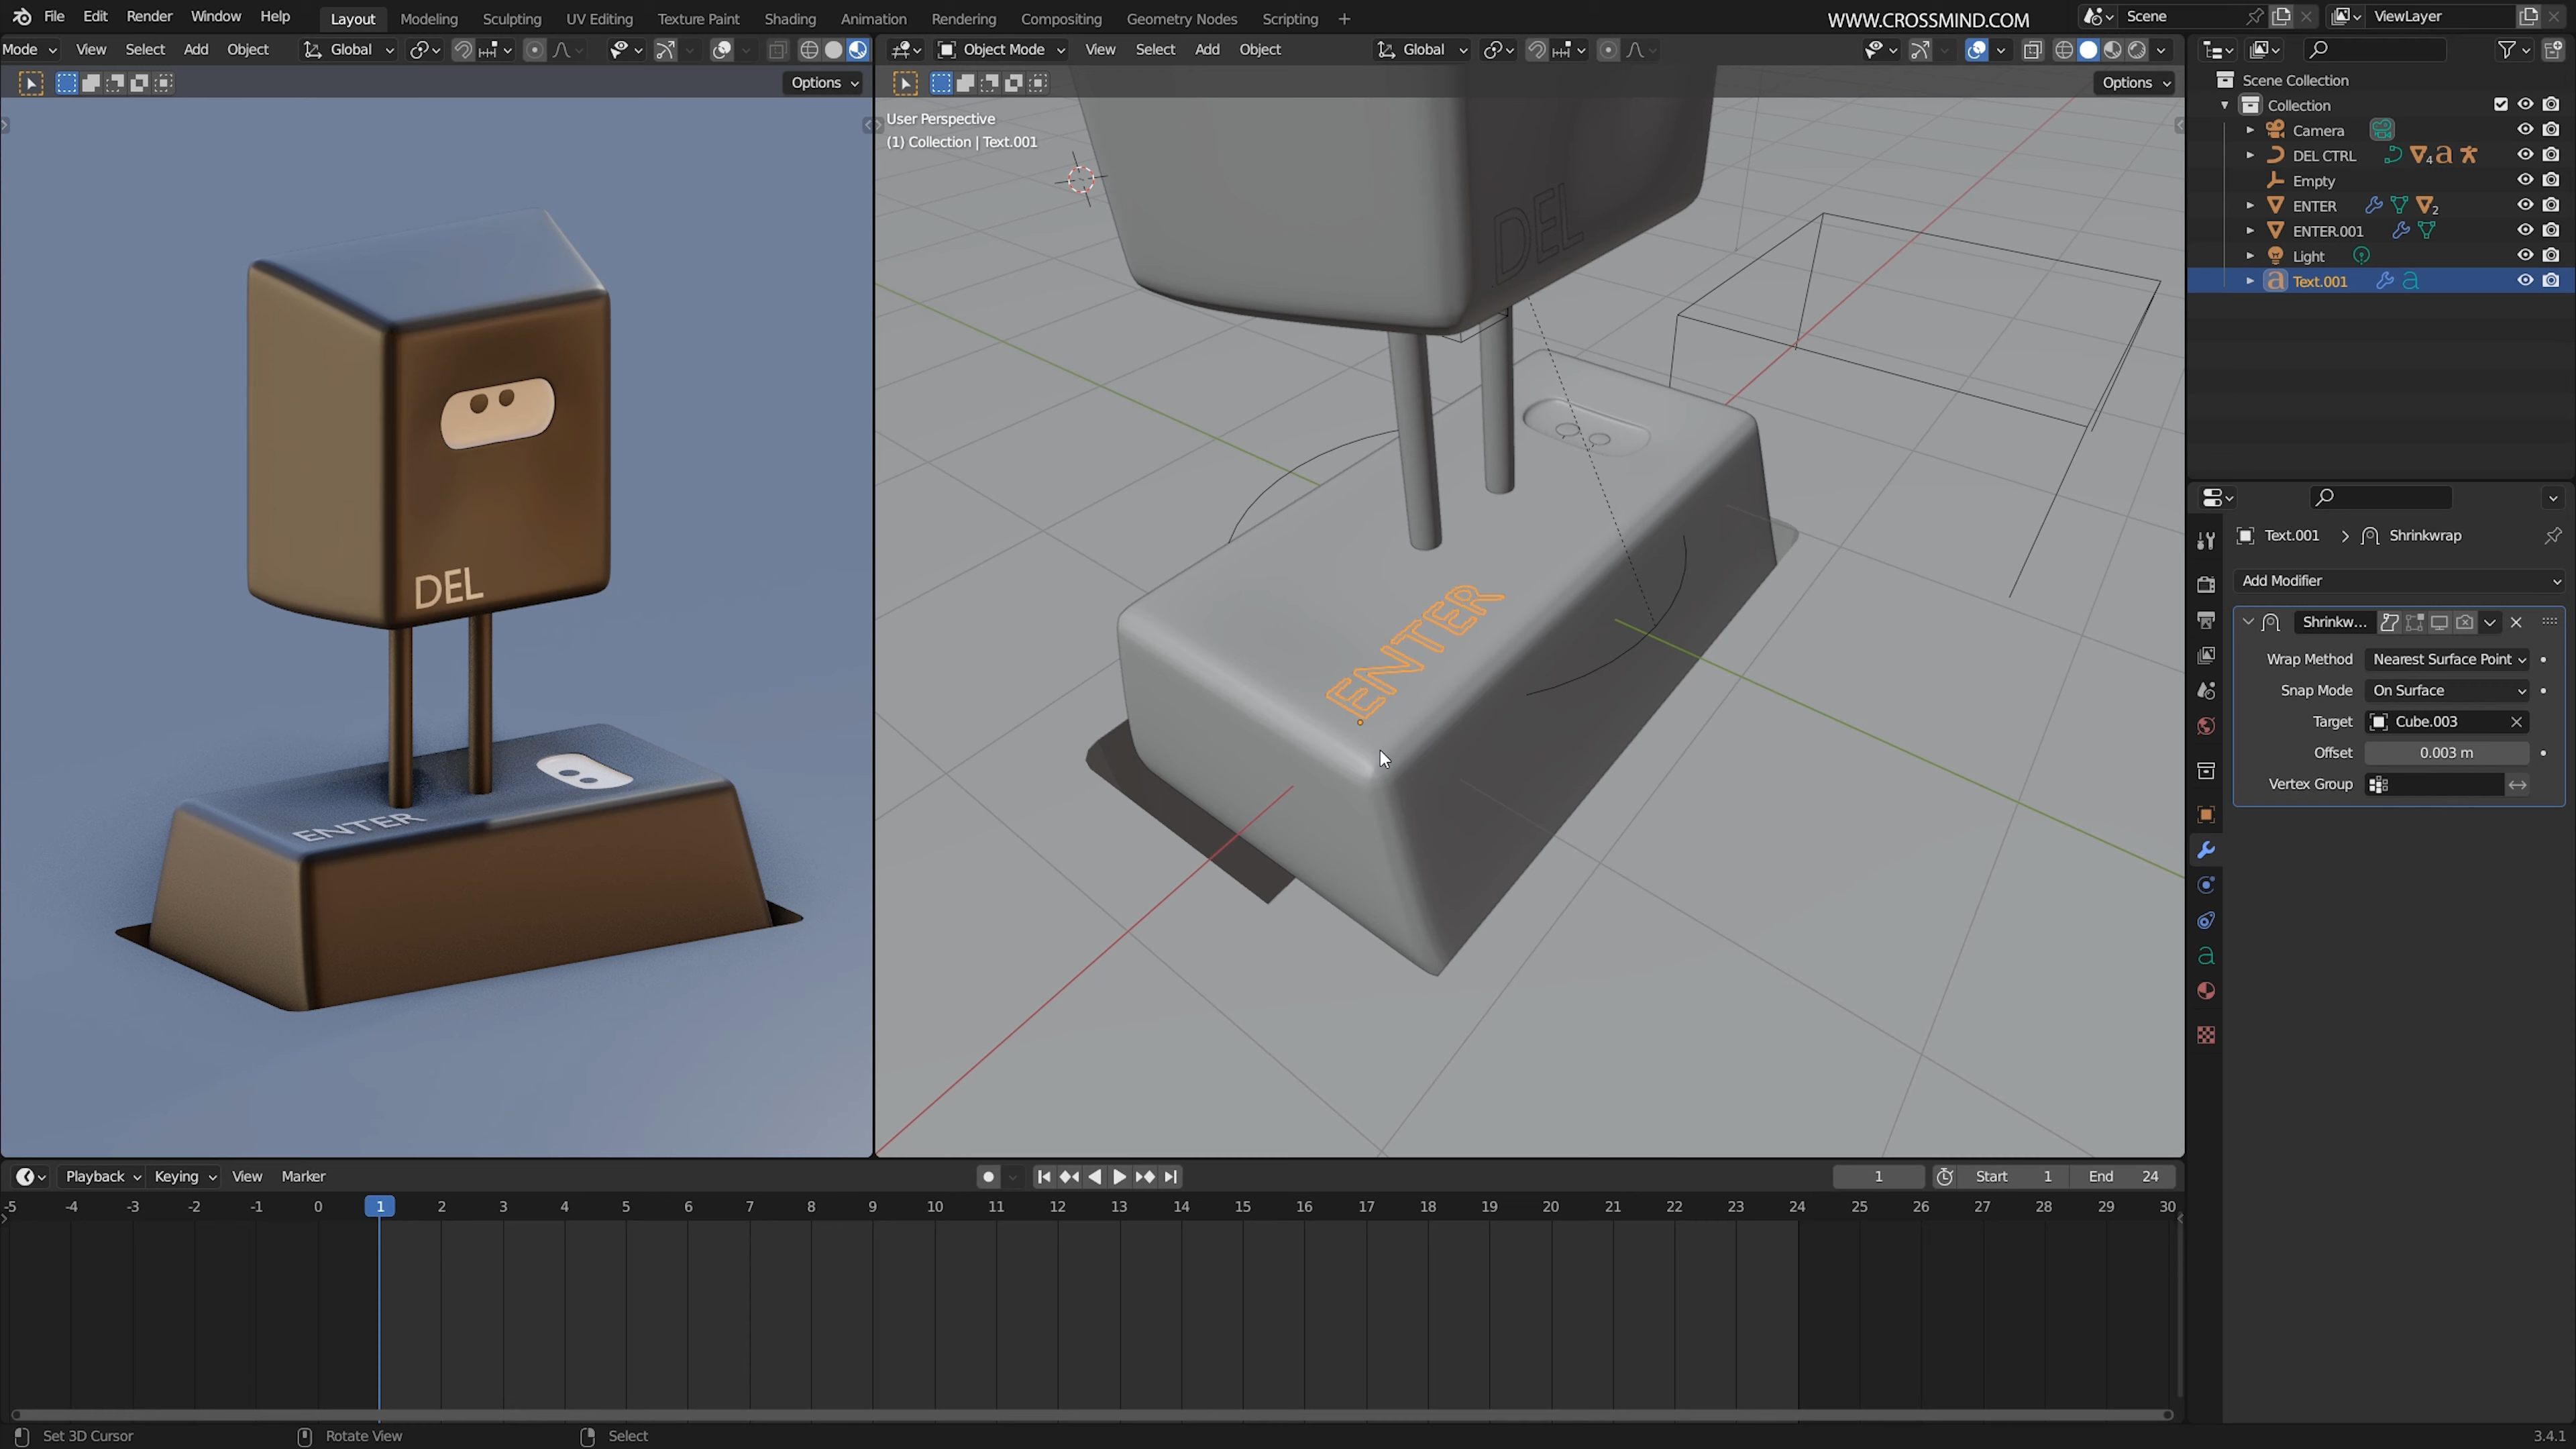 File Edit Render Window Help Layout Modeling Sculpting UV Editing Texture Paint Shading Animation Rendering Compositing Geometry Nodes Scripting + WWW.CROSSMIND.COM Scene ViewLayer
Mode View Select Add Object Global Object Mode View Select Add Object Global
Options Options
User Perspective
(1) Collection | Text.001
Scene Collection
Collection
Camera
DEL CTRL 4
Empty
ENTER 2
ENTER.001
Light
Text.001
DEL
DEL
ENTER
ENTER
Text.001 > Shrinkwrap
Add Modifier
Shrinkw...
Wrap Method Nearest Surface Point
Snap Mode On Surface
Target Cube.003
Offset 0.003 m
Vertex Group
Playback Keying View Marker 1 Start 1 End 24
-5 -4 -3 -2 -1 0 1 2 3 4 5 6 7 8 9 10 11 12 13 14 15 16 17 18 19 20 21 22 23 24 25 26 27 28 29 30
Set 3D Cursor Rotate View Select 3.4.1